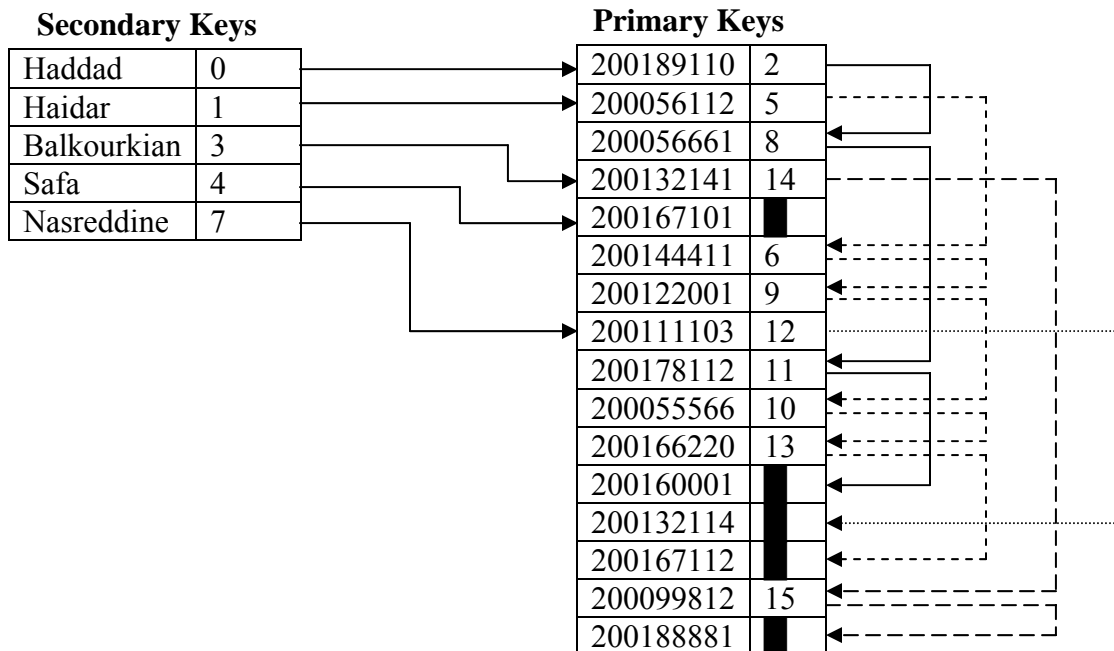 Secondary Keys
Haddad 0
Haidar 1
Balkourkian 3
Safa 4
Nasreddine 7
Primary Keys
200189110 2
200056112 5
200056661 8
200132141 14
200167101
200144411 6
200122001 9
200111103 12
200178112 11
200055566 10
200166220 13
200160001
200132114
200167112
200099812 15
200188881